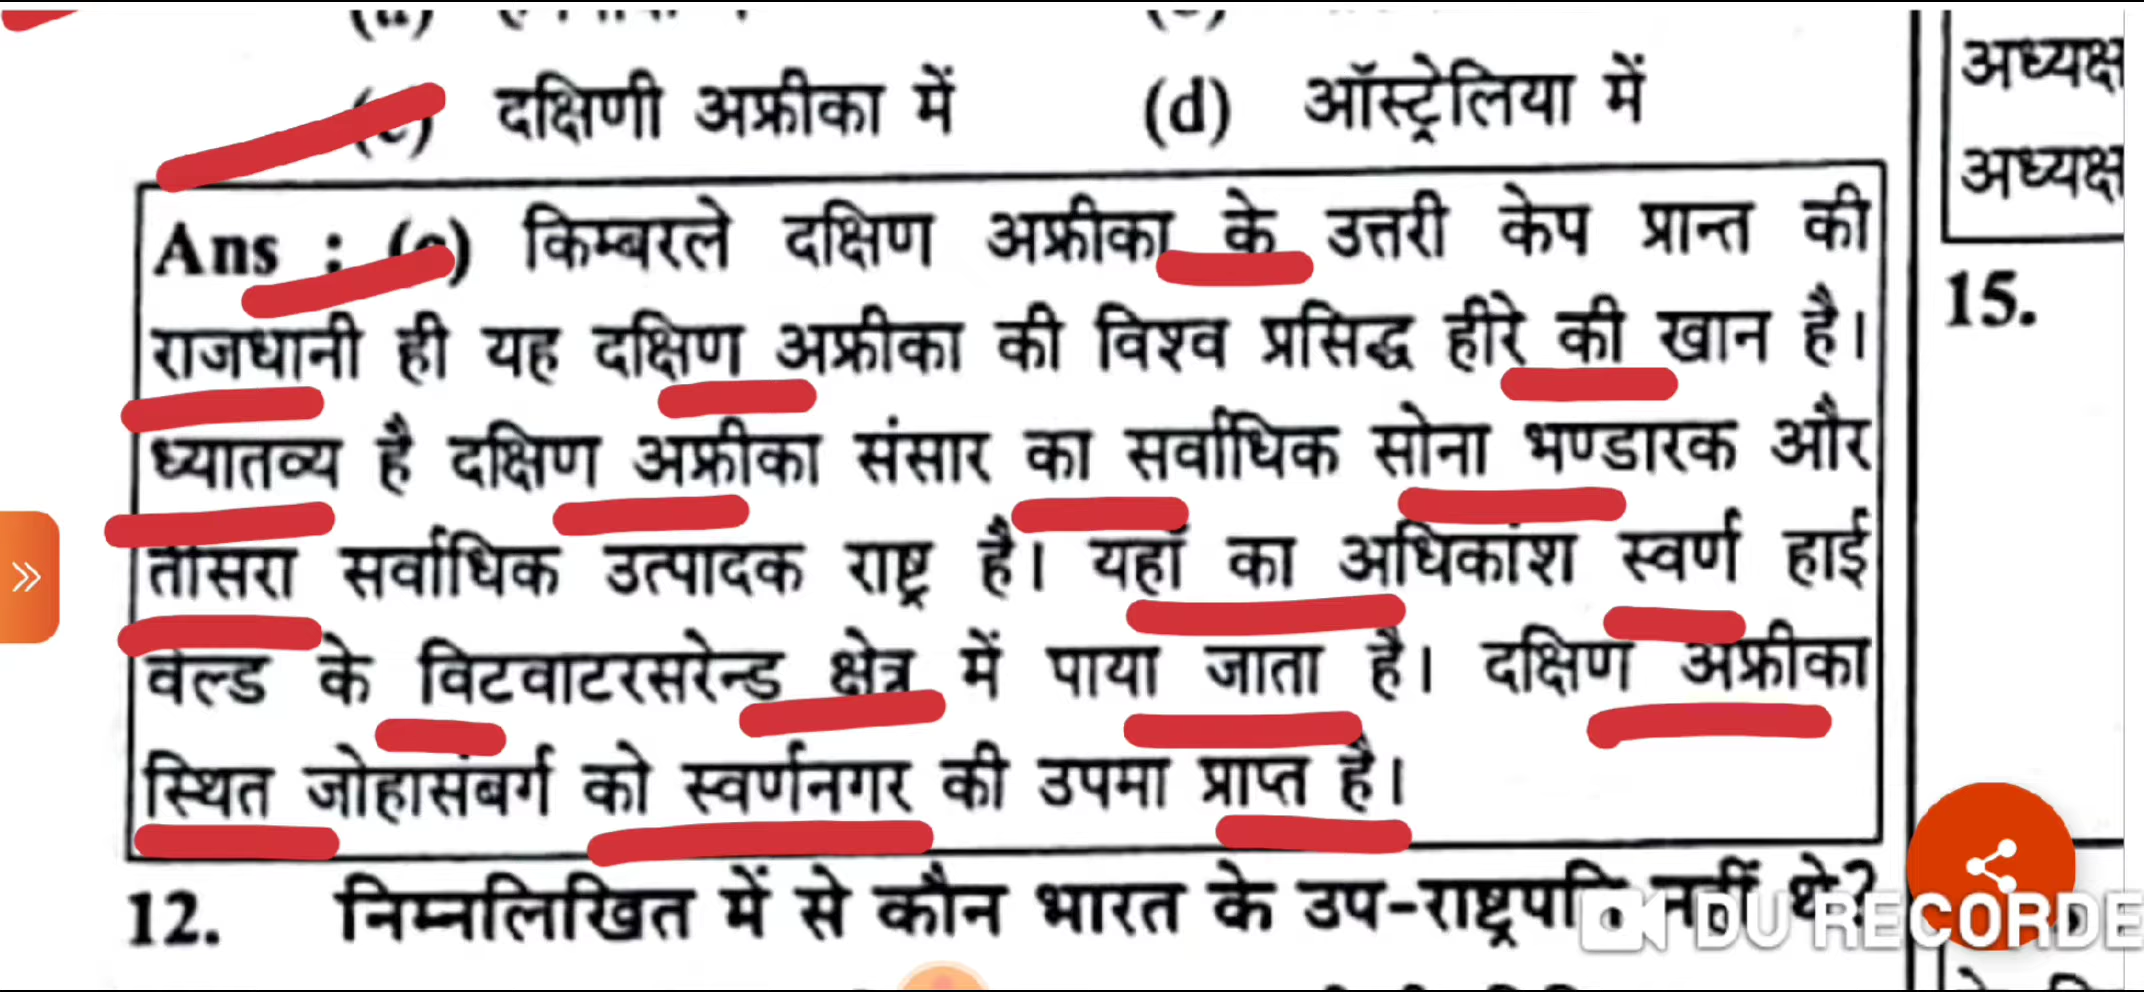 (c) दक्षिणी अफ्रीका में (d) ऑस्ट्रेलिया में
Ans : (c) किम्बरले दक्षिण अफ्रीका के उत्तरी केप प्रान्त की
राजधानी ही यह दक्षिण अफ्रीका की विश्व प्रसिद्ध हीरे की खान है।
ध्यातव्य है दक्षिण अफ्रीका संसार का सर्वाधिक सोना भण्डारक और
तीसरा सर्वाधिक उत्पादक राष्ट्र है। यहाँ का अधिकांश स्वर्ण हाई
वेल्ड के विटवाटरसरेन्ड क्षेत्र में पाया जाता है। दक्षिण अफ्रीका
स्थित जोहासंबर्ग को स्वर्णनगर की उपमा प्राप्त है।
12. निम्नलिखित में से कौन भारत के उप-राष्ट्रपति नहीं थे?
अध्यक्ष
अध्यक्ष
15.
DU RECORDE